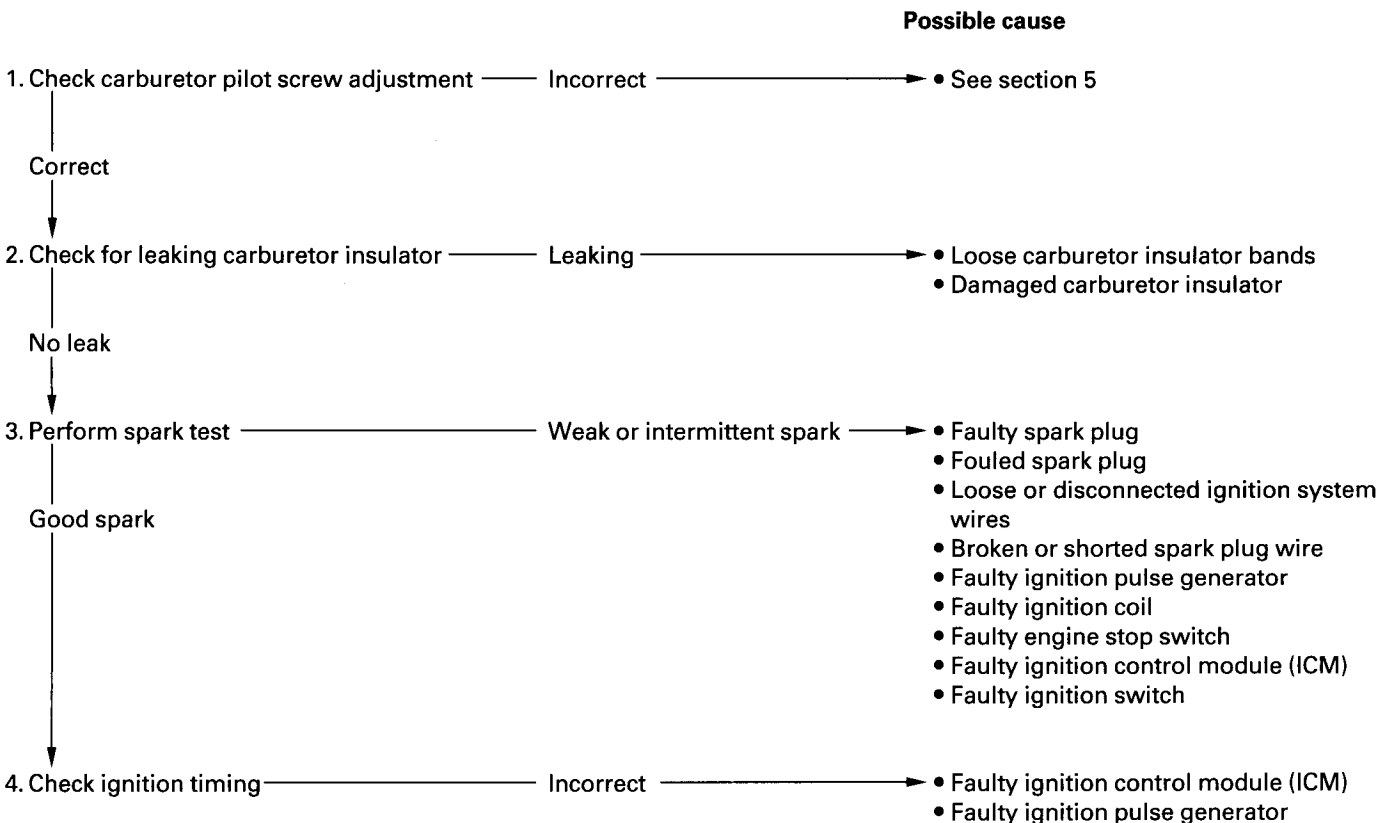 Possible cause
1. Check carburetor pilot screw adjustment Incorrect • See section 5
Correct
2. Check for leaking carburetor insulator Leaking • Loose carburetor insulator bands
• Damaged carburetor insulator
No leak
3. Perform spark test Weak or intermittent spark • Faulty spark plug
• Fouled spark plug
• Loose or disconnected ignition system
Good spark wires
• Broken or shorted spark plug wire
• Faulty ignition pulse generator
• Faulty ignition coil
• Faulty engine stop switch
• Faulty ignition control module (ICM)
• Faulty ignition switch
4. Check ignition timing Incorrect • Faulty ignition control module (ICM)
• Faulty ignition pulse generator